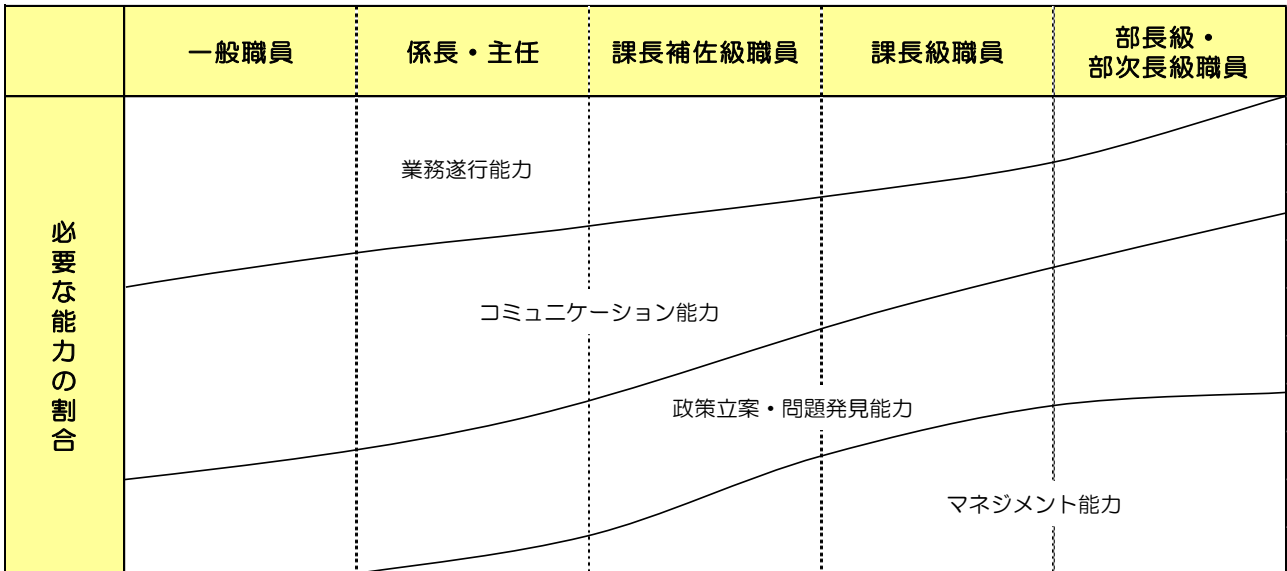 一般職員
係長・主任
課長補佐級職員
課長級職員
部長級・
部次長級職員
必要な能力の割合
業務遂行能力
コミュニケーション能力
政策立案・問題発見能力
マネジメント能力